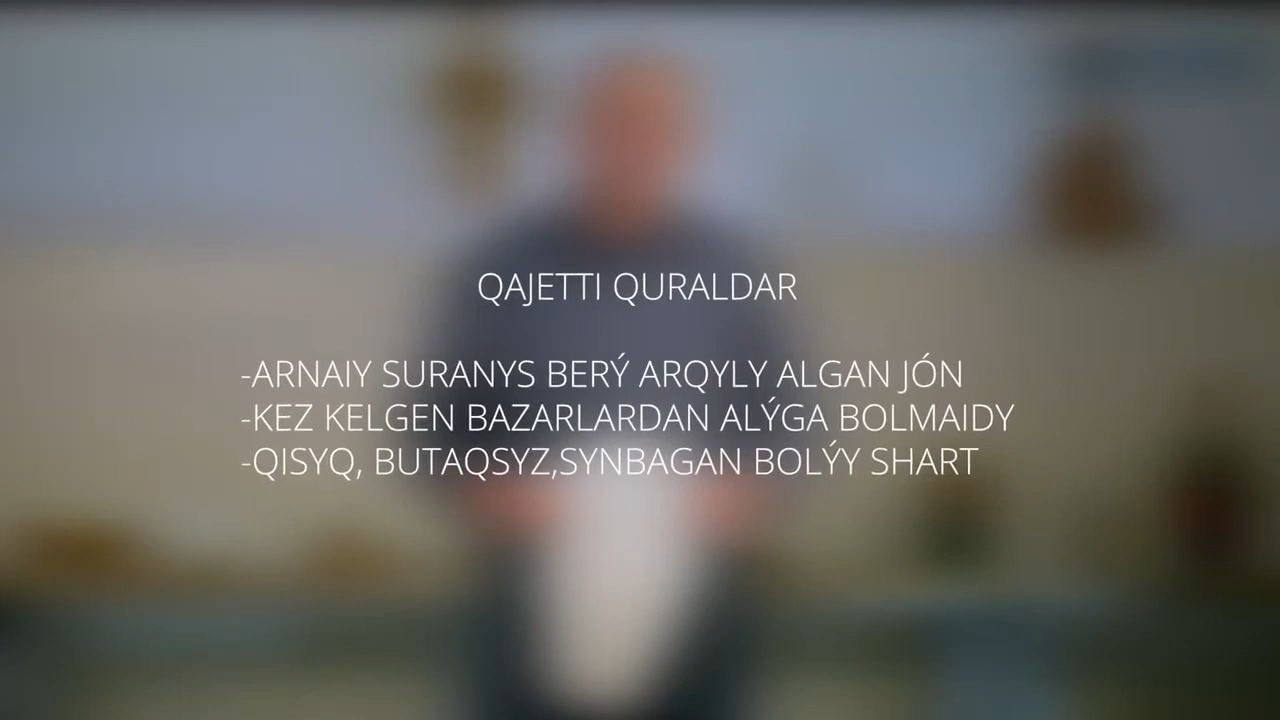 QAJETTI QURALDAR
-ARNAIY SURANYS BERÝ ARQYLY ALGAN JÓN
-KEZ KELGEN BAZARLARDAN ALÝGA BOLMAIDY
-QISYQ, BUTAQSYZ,SYNBAGAN BOLÝY SHART